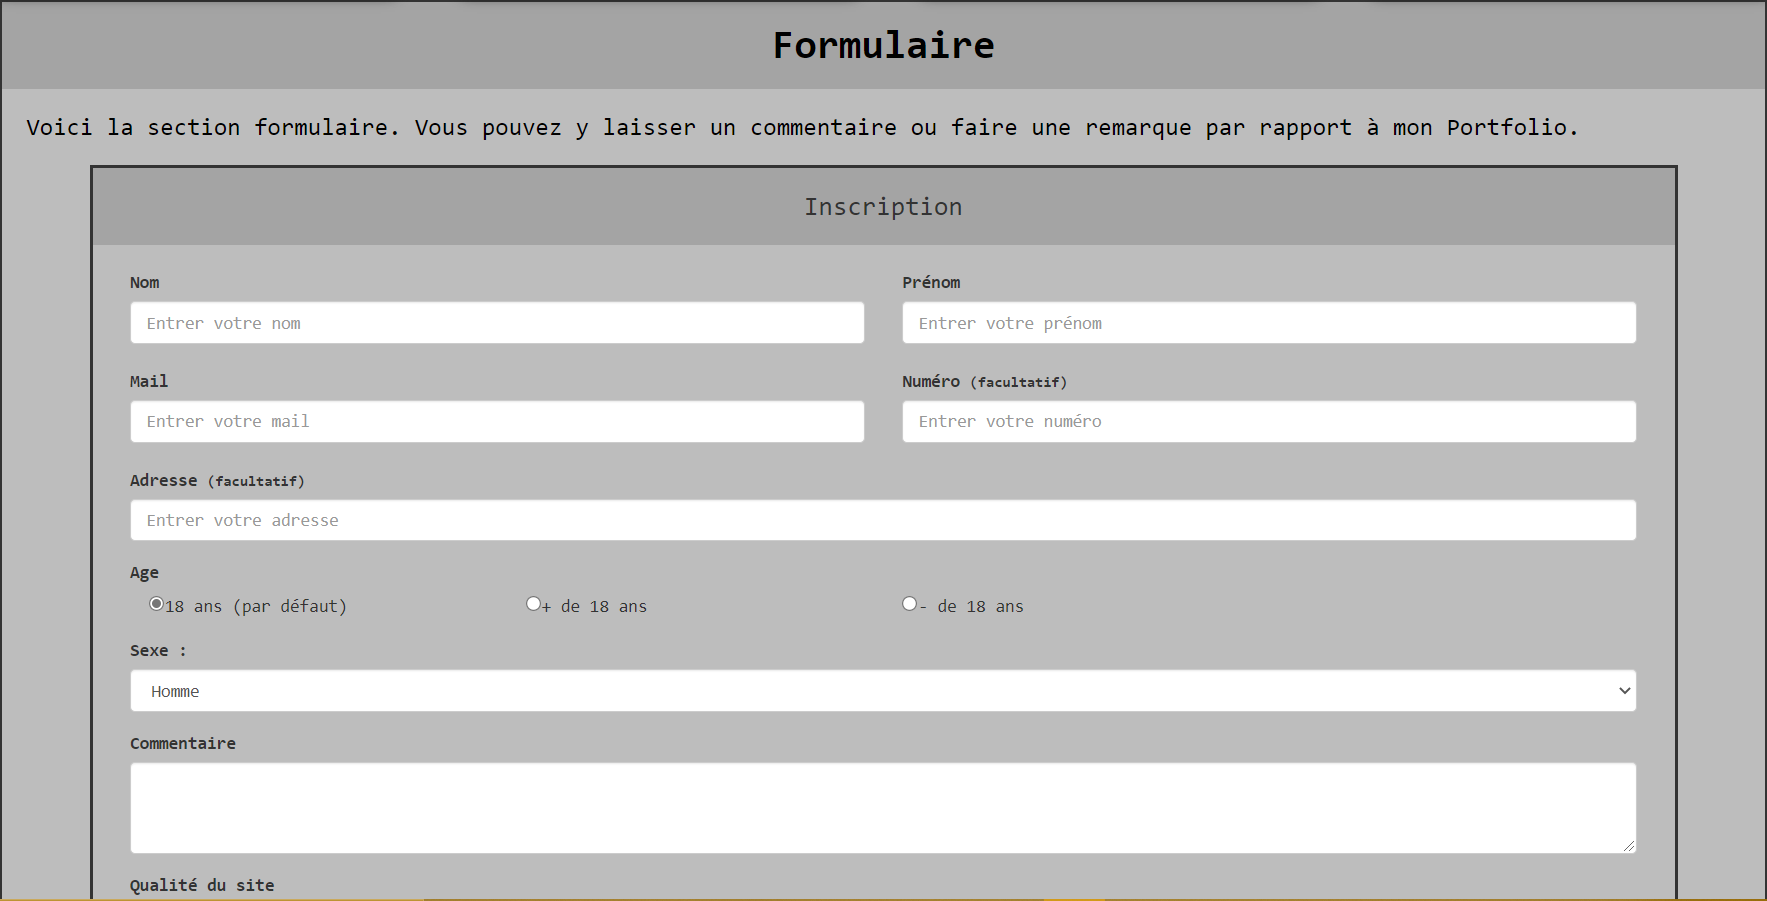 Formulaire
Voici la section formulaire. Vous pouvez y laisser un commentaire ou faire une remarque par rapport à mon Portfolio.
Inscription
Nom
Prénom
Entrer votre nom
Entrer votre prénom
Mail
Numéro (facultatif)
Entrer votre mail
Entrer votre numéro
Adresse (facultatif)
Entrer votre adresse
Age
18 ans (par défaut)
+ de 18 ans
- de 18 ans
Sexe :
Homme
Commentaire
Qualité du site